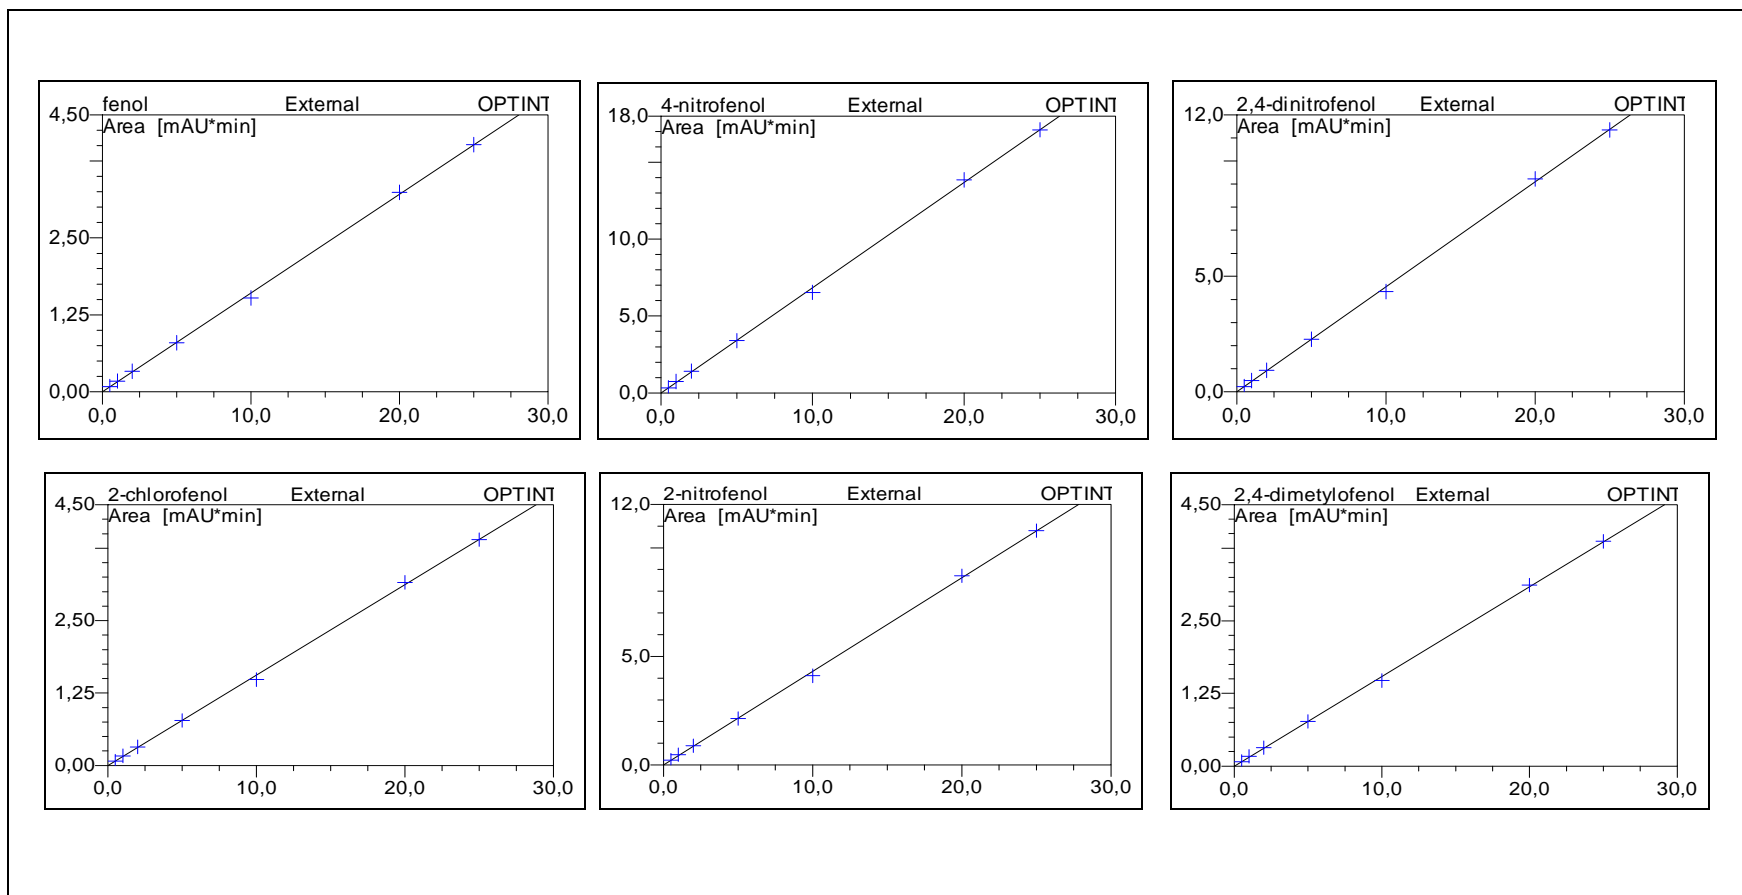 fenol External OPTINT
4,50
Area [mAU*min]
2,50
1,25
0,00
0,0 10,0 20,0 30,0
4-nitrofenol External OPTINT
18,0
Area [mAU*min]
10,0
5,0
0,0
0,0 10,0 20,0 30,0
2,4-dinitrofenol External OPTINT
12,0
Area [mAU*min]
5,0
0,0
0,0 10,0 20,0 30,0
2-chlorofenol External OPTINT
4,50
Area [mAU*min]
2,50
1,25
0,00
0,0 10,0 20,0 30,0
2-nitrofenol External OPTINT
12,0
Area [mAU*min]
5,0
0,0
0,0 10,0 20,0 30,0
2,4-dimetylofenol External OPTINT
4,50
Area [mAU*min]
2,50
1,25
0,00
0,0 10,0 20,0 30,0